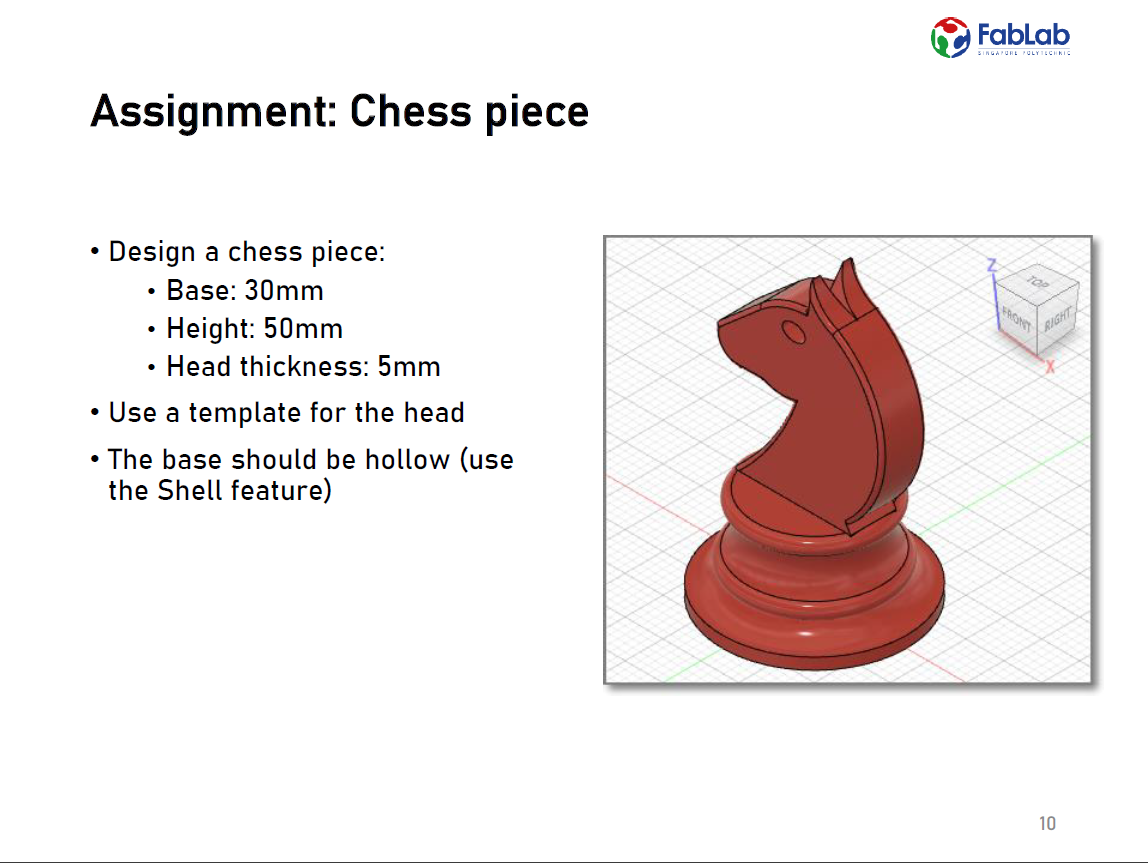 FabLab
SINGAPORE POLYTECHNIC
Assignment: Chess piece
• Design a chess piece:
• Base: 30mm
• Height: 50mm
• Head thickness: 5mm
• Use a template for the head
• The base should be hollow (use
the Shell feature)
Z
TOP
FRONT
RIGHT
X
10